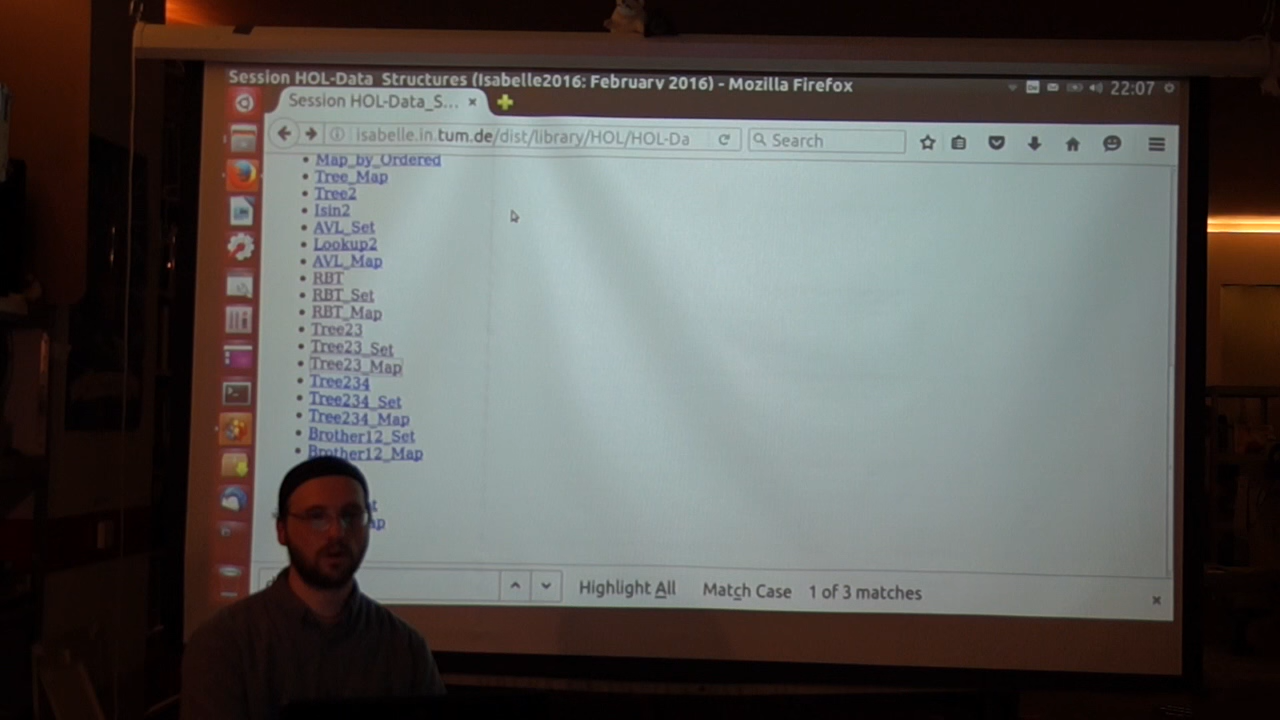 Session HOL-Data_Structures (Isabelle2016: February 2016) - Mozilla Firefox
22:07
Session HOL-Data_S...
isabelle.in.tum.de/dist/library/HOL/HOL-Da
Search
Map_by_Ordered
Tree_Map
Tree2
Isin2
AVL_Set
Lookup2
AVL_Map
RBT
RBT_Set
RBT_Map
Tree23
Tree23_Set
Tree23_Map
Tree234
Tree234_Set
Tree234_Map
Brother12_Set
Brother12_Map
Highlight All
Match Case
1 of 3 matches